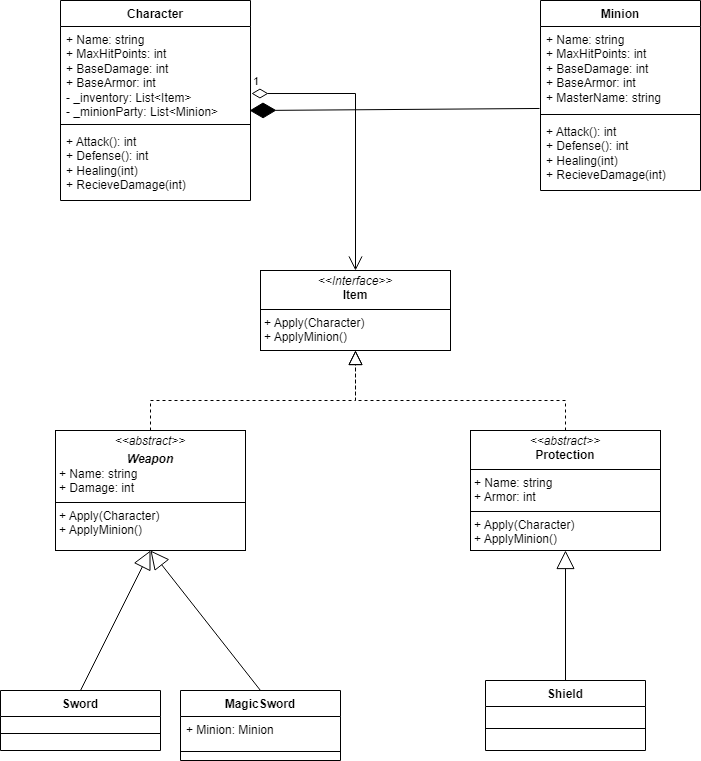 Character
+ Name: string
+ MaxHitPoints: int
+ BaseDamage: int
+ BaseArmor: int
- _inventory: List<Item>
- _minionParty: List<Minion>
+ Attack(): int
+ Defense(): int
+ Healing(int)
+ RecieveDamage(int)
1
Minion
+ Name: string
+ MaxHitPoints: int
+ BaseDamage: int
+ BaseArmor: int
+ MasterName: string
+ Attack(): int
+ Defense(): int
+ Healing(int)
+ RecieveDamage(int)
<<Interface>>
Item
+ Apply(Character)
+ ApplyMinion()
<<abstract>>
Weapon
+ Name: string
+ Damage: int
+ Apply(Character)
+ ApplyMinion()
<<abstract>>
Protection
+ Name: string
+ Armor: int
+ Apply(Character)
+ ApplyMinion()
Sword
MagicSword
+ Minion: Minion
Shield